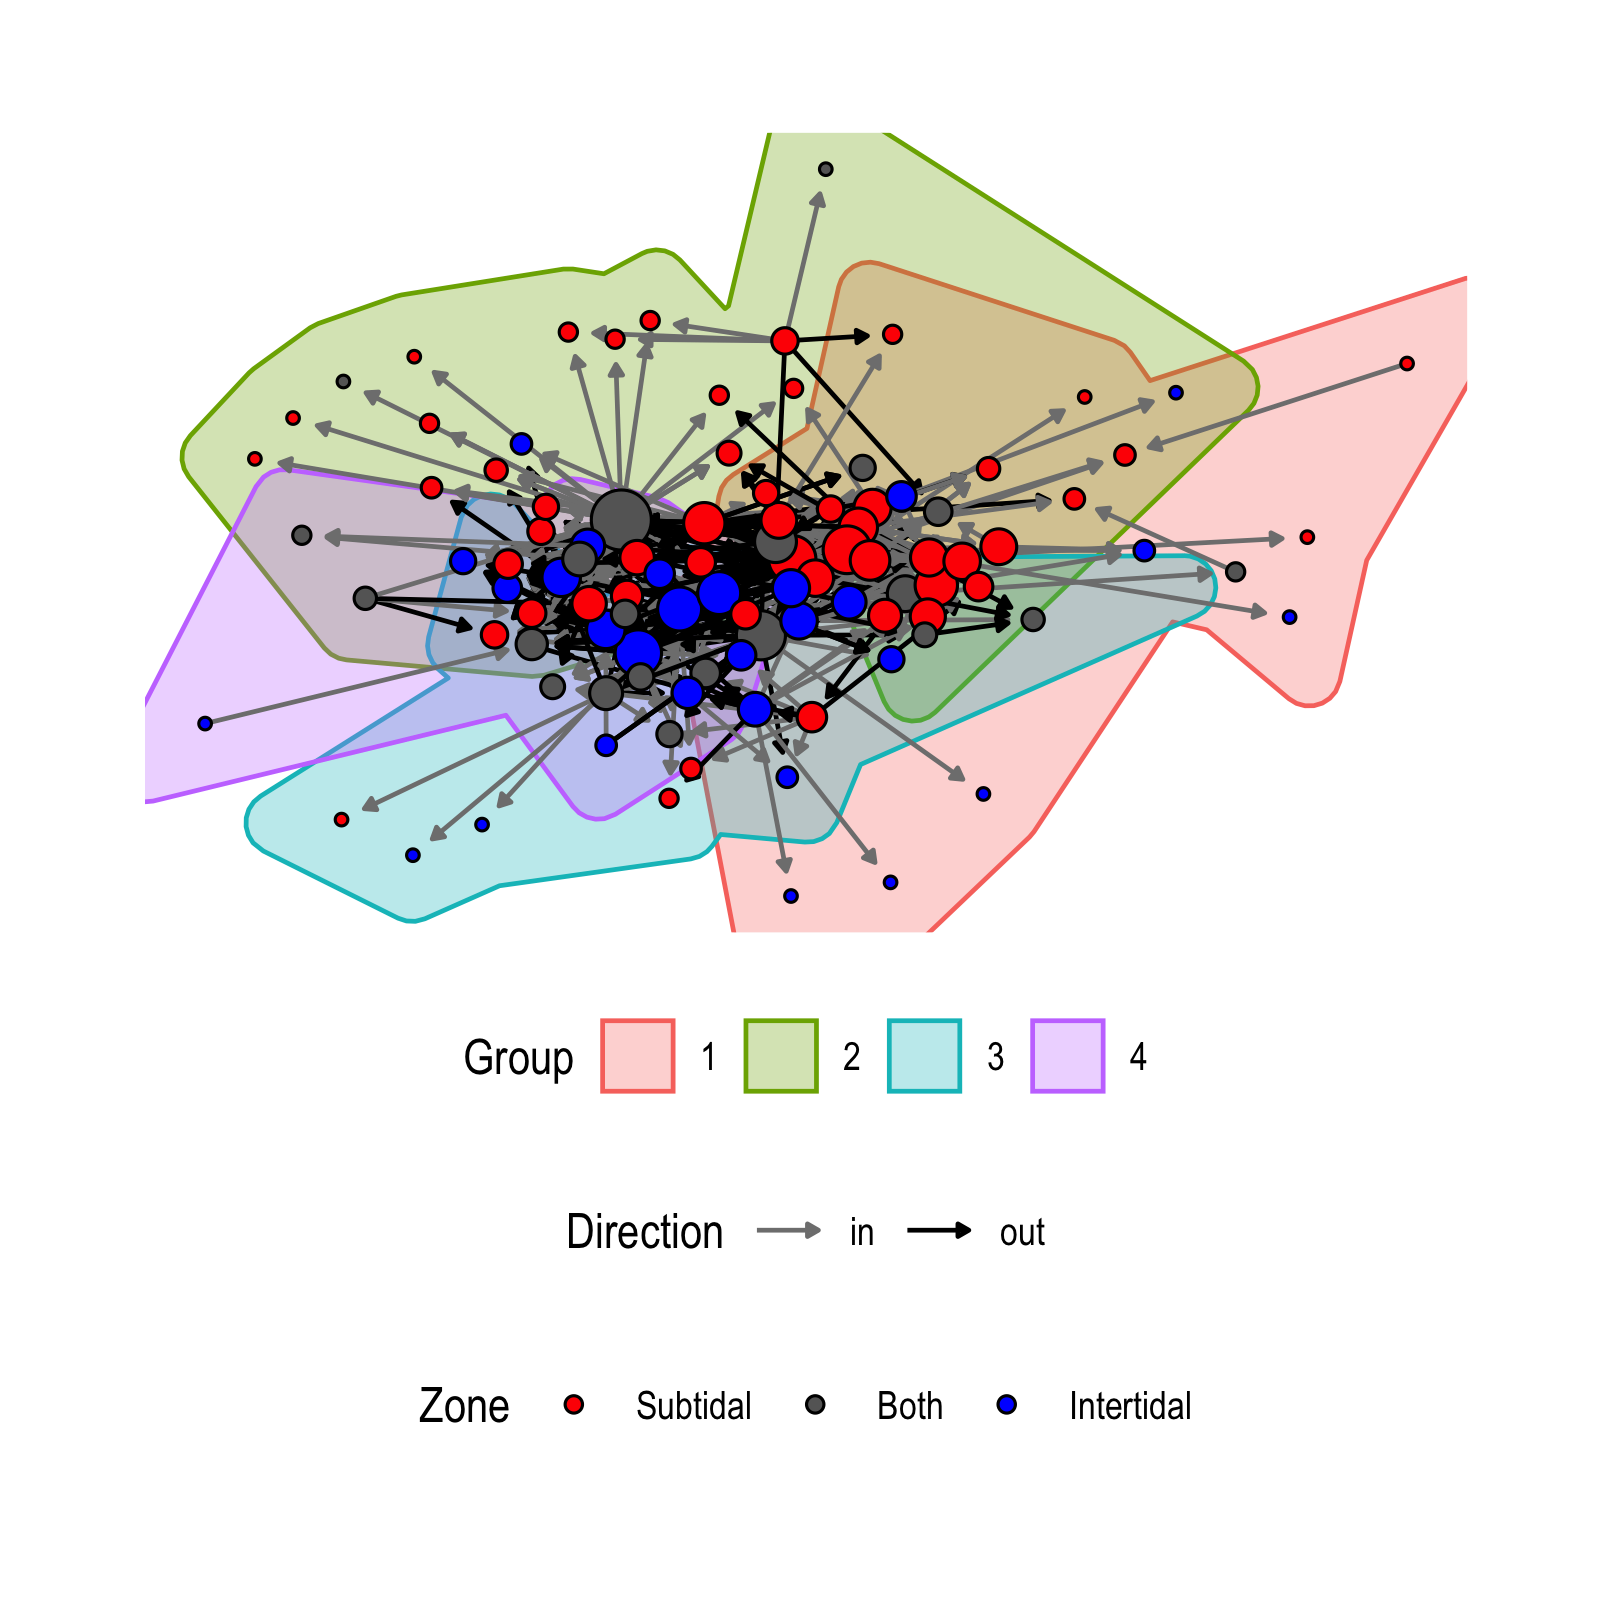 Group 1 2 3 4
Direction in out
Zone Subtidal Both Intertidal